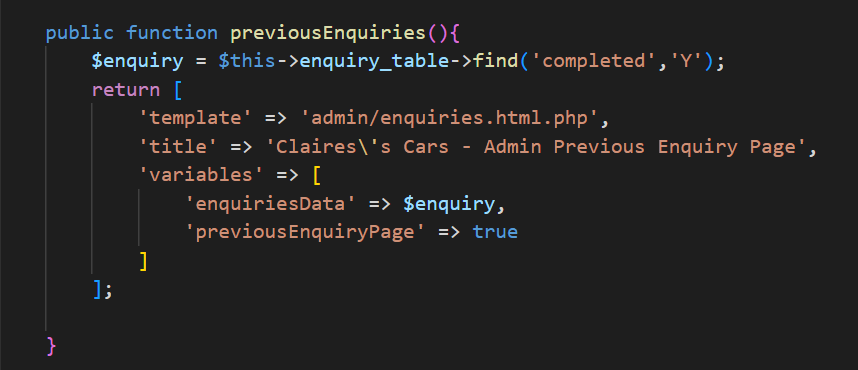 public function previousEnquiries(){
$enquiry = $this->enquiry_table->find('completed','Y');
return [
'template' => 'admin/enquiries.html.php',
'title' => 'Claires\'s Cars - Admin Previous Enquiry Page',
'variables' => [
'enquiriesData' => $enquiry,
'previousEnquiryPage' => true
]
];
}